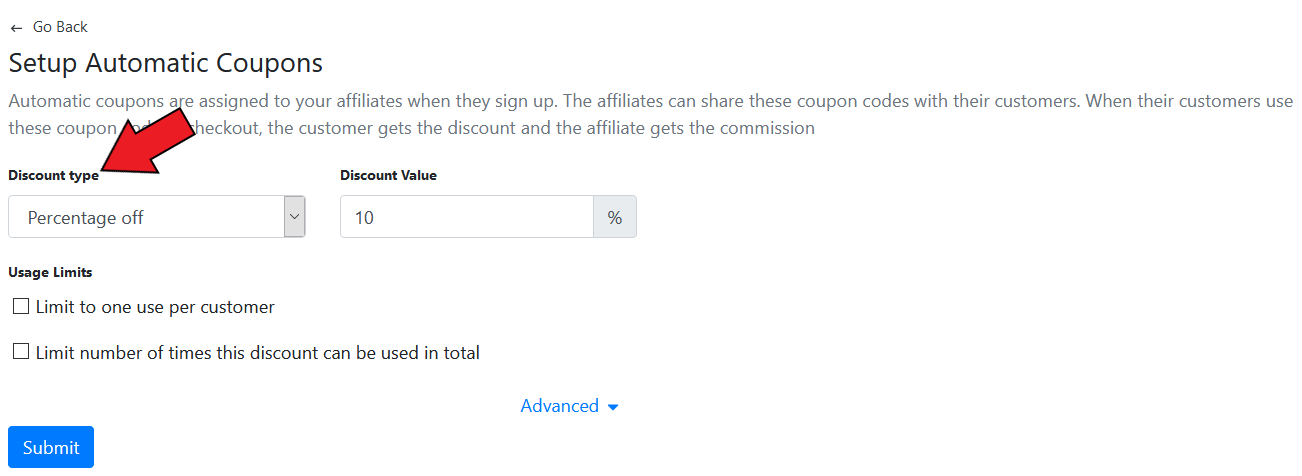 ← Go Back
Setup Automatic Coupons
Automatic coupons are assigned to your affiliates when they sign up. The affiliates can share these coupon codes with their customers. When their customers use
these coupon checkout, the customer gets the discount and the affiliate gets the commission
Discount type Discount Value
Percentage off 10 %
Usage Limits
Limit to one use per customer
Limit number of times this discount can be used in total
Advanced
Submit